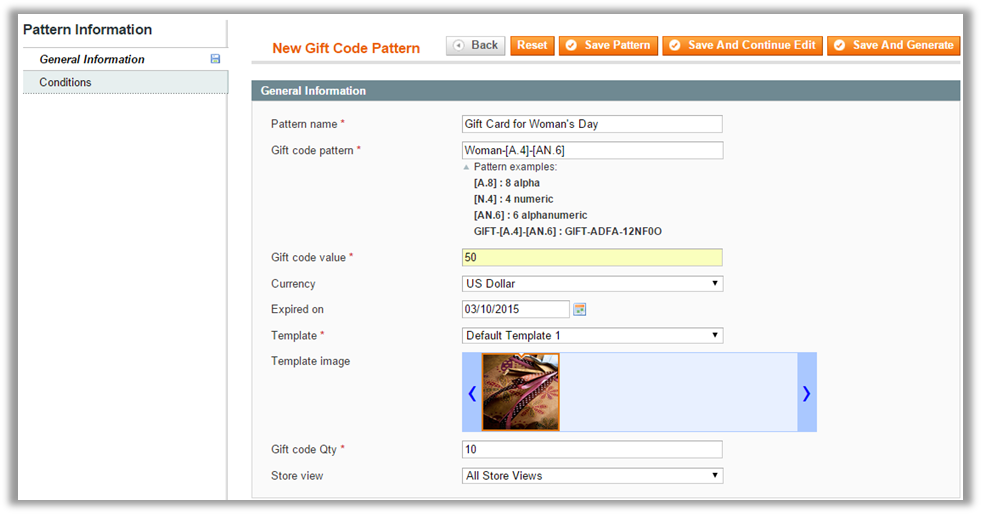 Pattern Information
General Information
Conditions
New Gift Code Pattern
Back
Reset
Save Pattern
Save And Continue Edit
Save And Generate
General Information
Pattern name *
Gift Card for Woman's Day
Gift code pattern *
Woman-[A.4]-[AN.6]
Pattern examples:
[A.8] : 8 alpha
[N.4] : 4 numeric
[AN.6] : 6 alphanumeric
GIFT-[A.4]-[AN.6] : GIFT-ADFA-12NF0O
Gift code value *
50
Currency
US Dollar
Expired on
03/10/2015
Template *
Default Template 1
Template image
Gift code Qty *
10
Store view
All Store Views